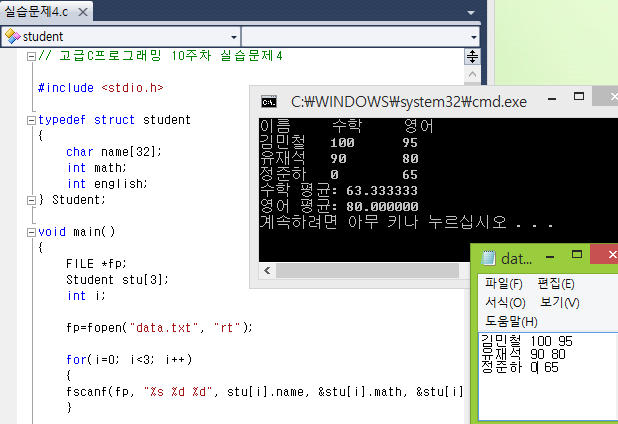 실습문제4.c
student
// 고급C프로그래밍 10주차 실습문제4
#include <stdio.h>
typedef struct student
{
char name[32];
int math;
int english;
} Student;
void main()
{
FILE *fp;
Student stu[3];
int i;
fp=fopen("data.txt", "rt");
for(i=0; i<3; i++)
{
fscanf(fp, "%s %d %d", stu[i].name, &stu[i].math, &stu[i]
}
C:\WINDOWS\system32\cmd.exe
이름 수학 영어
김민철 100 95
유재석 90 80
정준하 0 65
수학 평균: 63.333333
영어 평균: 80.000000
계속하려면 아무 키나 누르십시오 . . .
dat...
파일(F) 편집(E)
서식(O) 보기(V)
도움말(H)
김민철 100 95
유재석 90 80
정준하 0 65